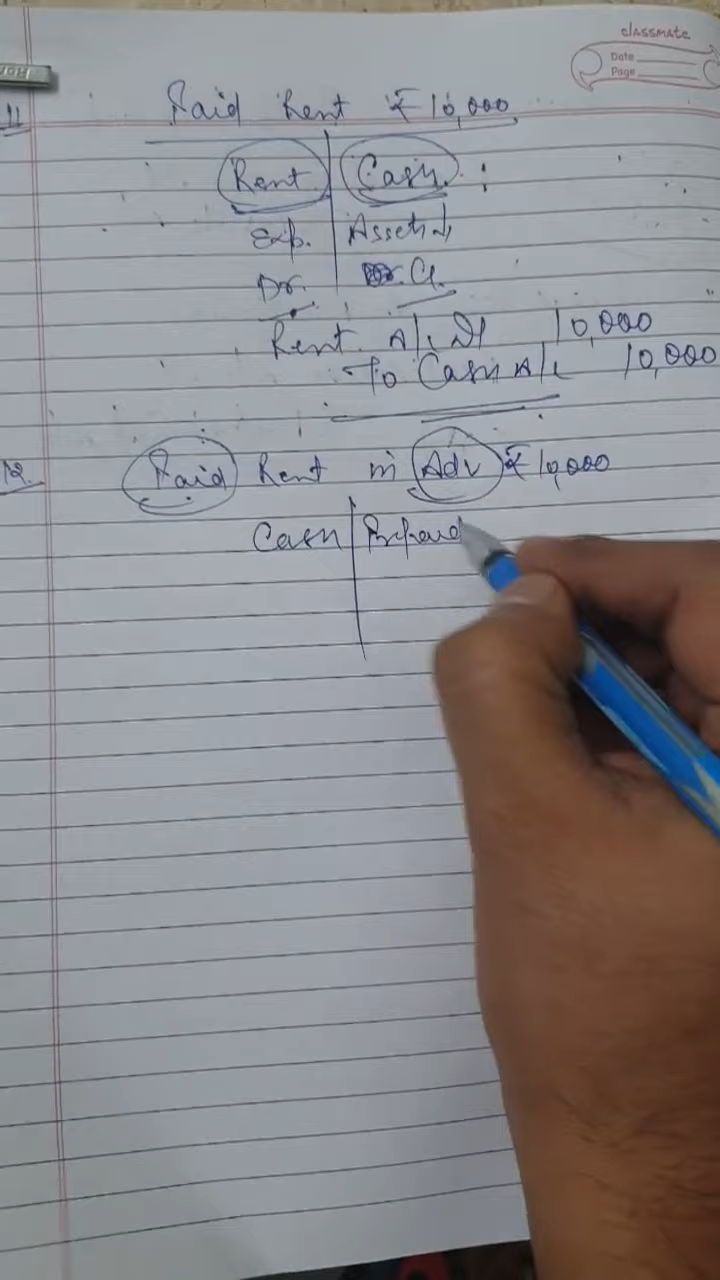 classmate
Date
Page
11 Paid Rent ₹10,000
Rent Cash :
Exp. Asset↓
Dr. Cr.
Rent A/c Dr 10,000
To Cash A/c 10,000
12. Paid Rent in Adv ₹10,000
Cash Prepaid